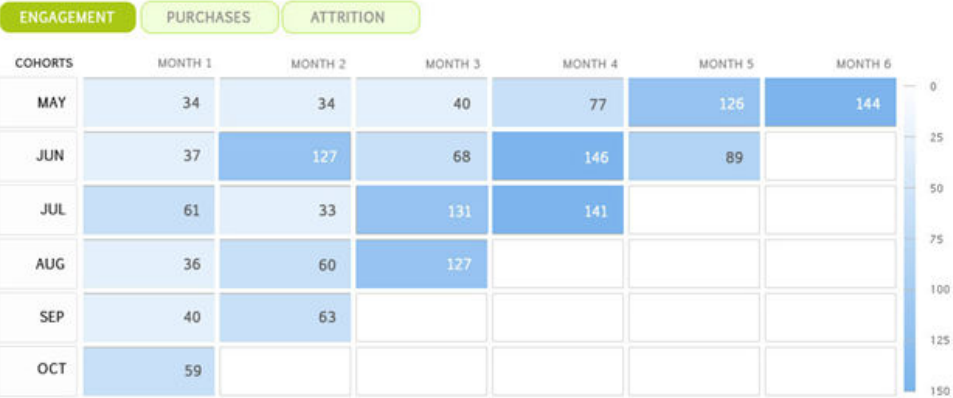 ENGAGEMENT PURCHASES ATTRITION
COHORTS MONTH 1 MONTH 2 MONTH 3 MONTH 4 MONTH 5 MONTH 6
MAY 34 34 40 77 126 144
JUN 37 127 68 146 89
JUL 61 33 131 141
AUG 36 60 127
SEP 40 63
OCT 59
0
25
50
75
100
125
150